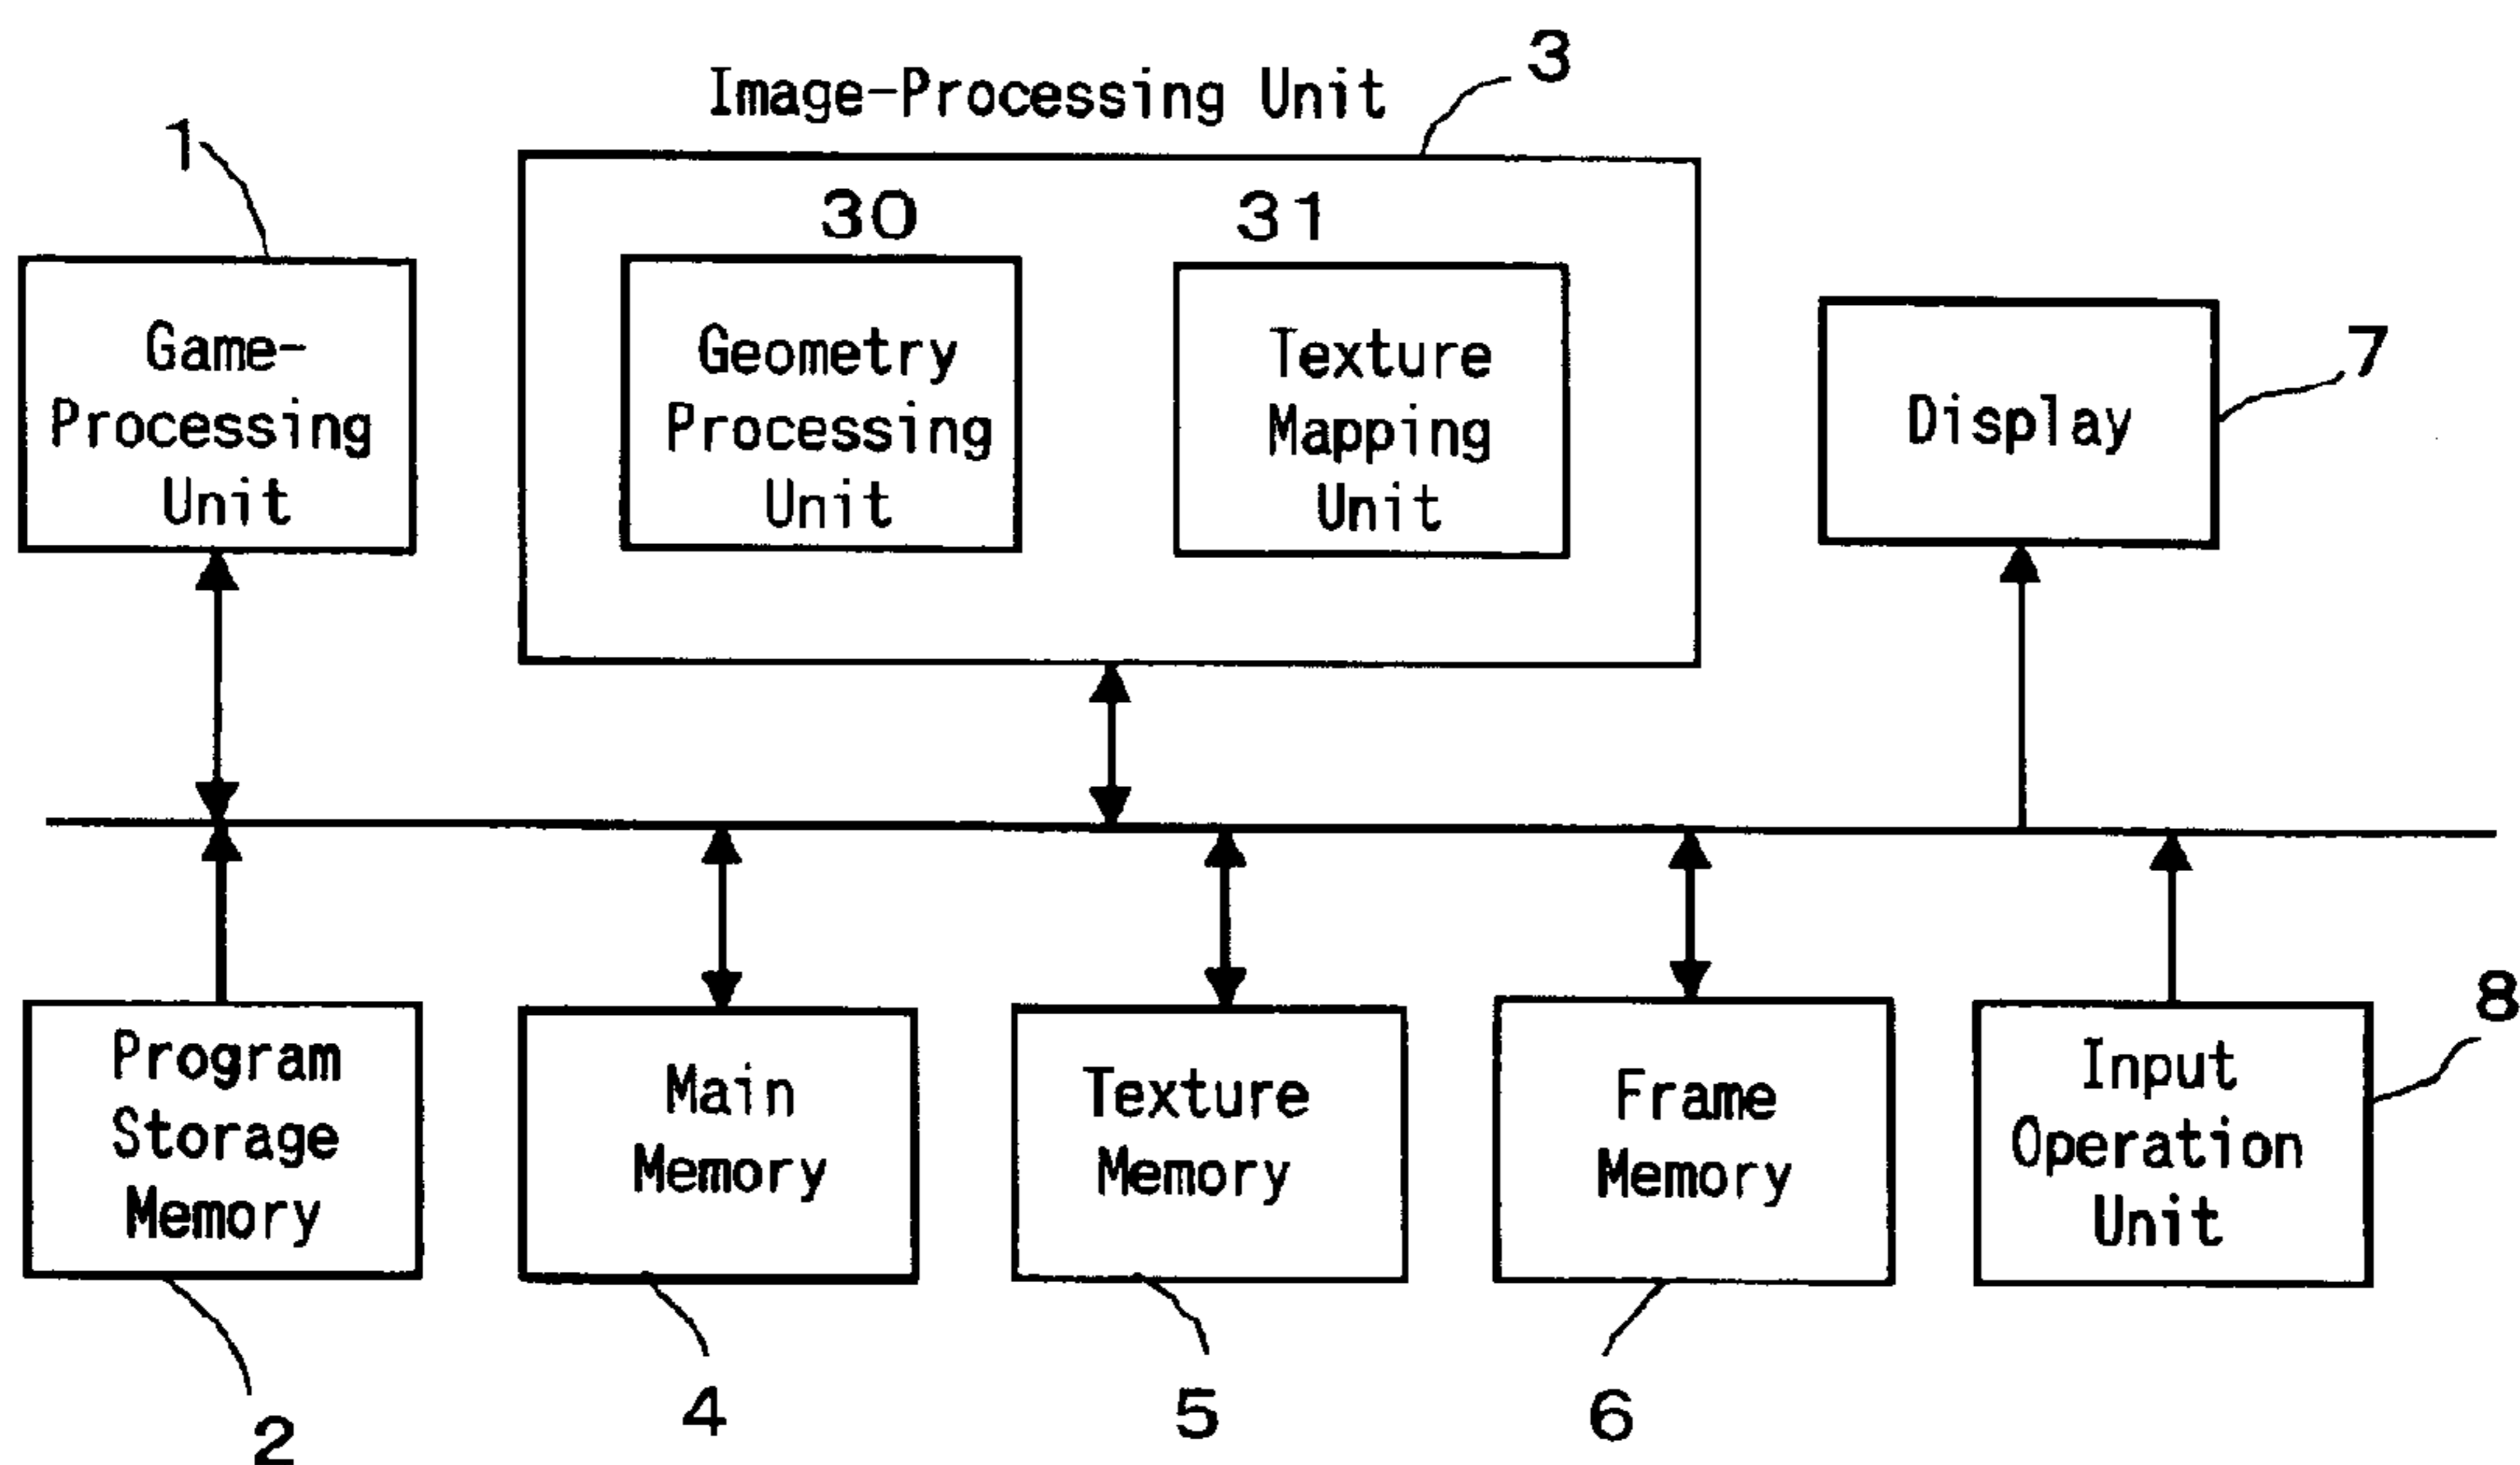 Image-Processing Unit
3
1
30
31
Game-
Processing
Unit
Geometry
Processing
Unit
Texture
Mapping
Unit
Display
7
Program
Storage
Memory
Main
Memory
Texture
Memory
Frame
Memory
Input
Operation
Unit
8
2
4
5
6